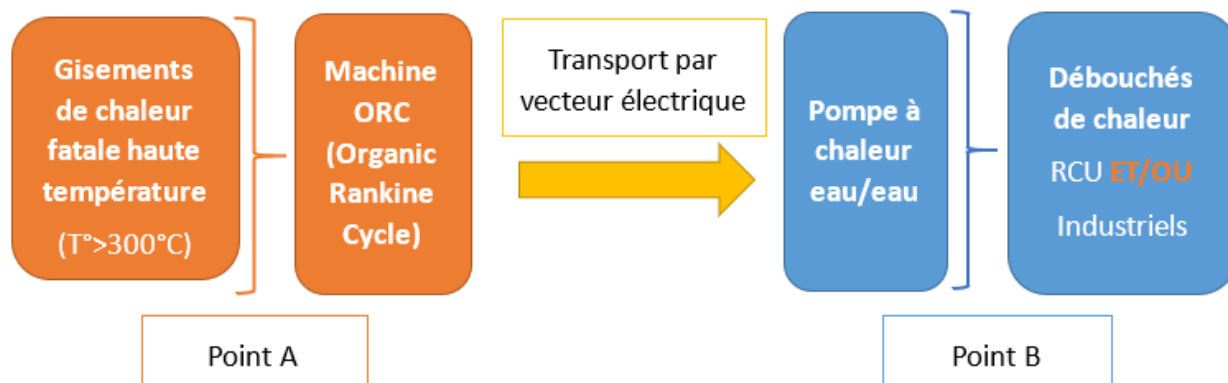 Gisements
de chaleur
fatale haute
température
(T°>300°C)
Machine
ORC
(Organic
Rankine
Cycle)
Transport par
vecteur électrique
Pompe à
chaleur
eau/eau
Débouchés
de chaleur
RCU ET/OU
Industriels
Point A
Point B